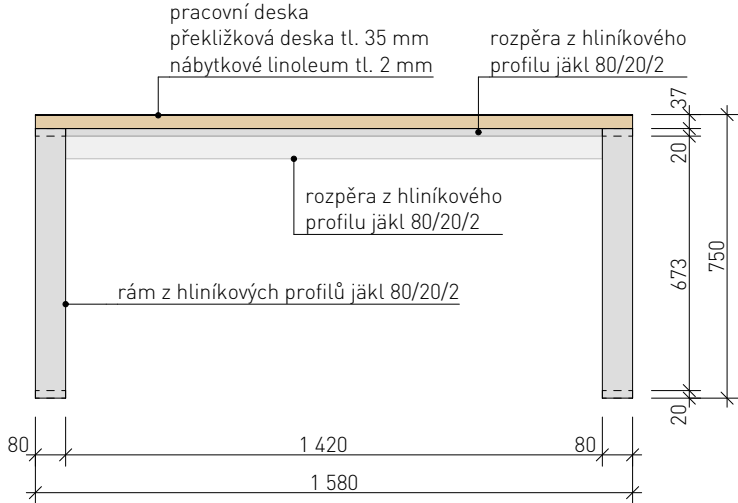 pracovní deska
překližková deska tl. 35 mm
nábytkové linoleum tl. 2 mm
rozpěra z hliníkového
profilu jäkl 80/20/2
37
20
rozpěra z hliníkového
profilu jäkl 80/20/2
673
750
rám z hliníkových profilů jäkl 80/20/2
20
80
1 420
80
1 580